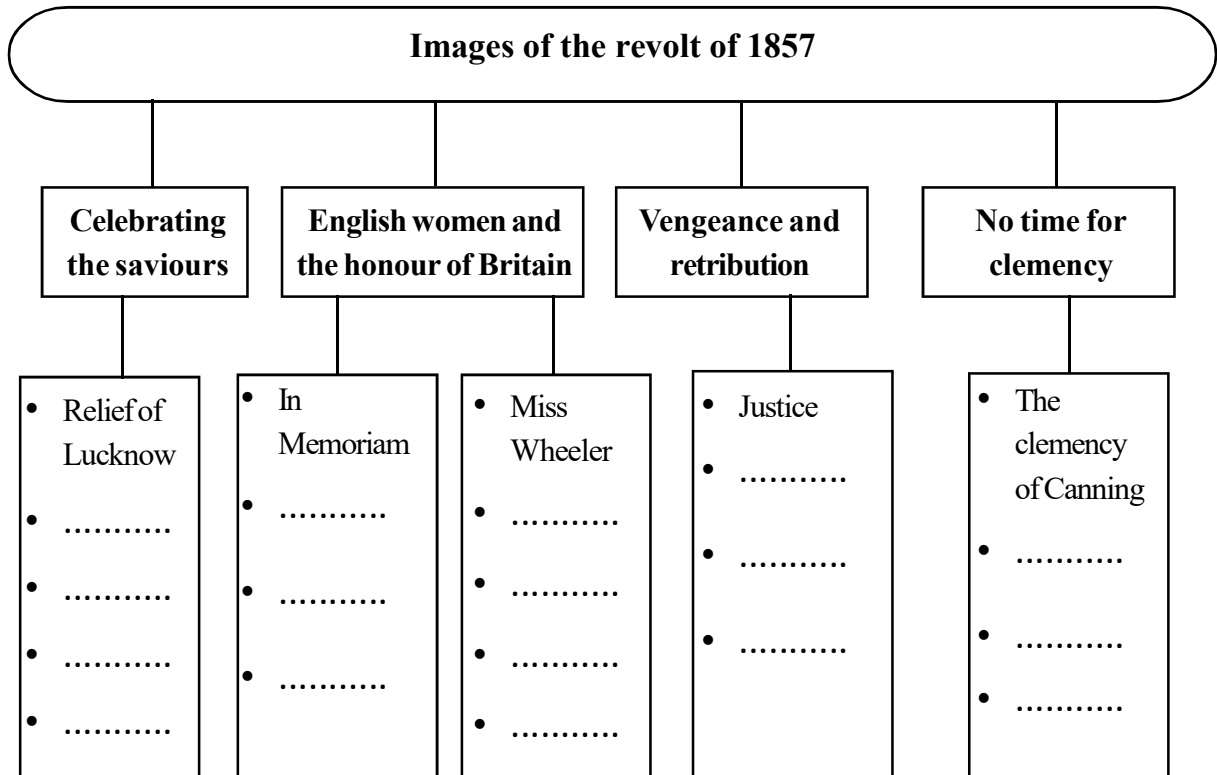 Images of the revolt of 1857
Celebrating
the saviours
English women and
the honour of Britain
Vengeance and
retribution
No time for
clemency
• Relief of
Lucknow
• ...........
• ...........
• ...........
• ...........
• In
Memoriam
• ...........
• ...........
• ...........
• Miss
Wheeler
• ...........
• ...........
• ...........
• ...........
• Justice
• ...........
• ...........
• ...........
• The
clemency
of Canning
• ...........
• ...........
• ...........